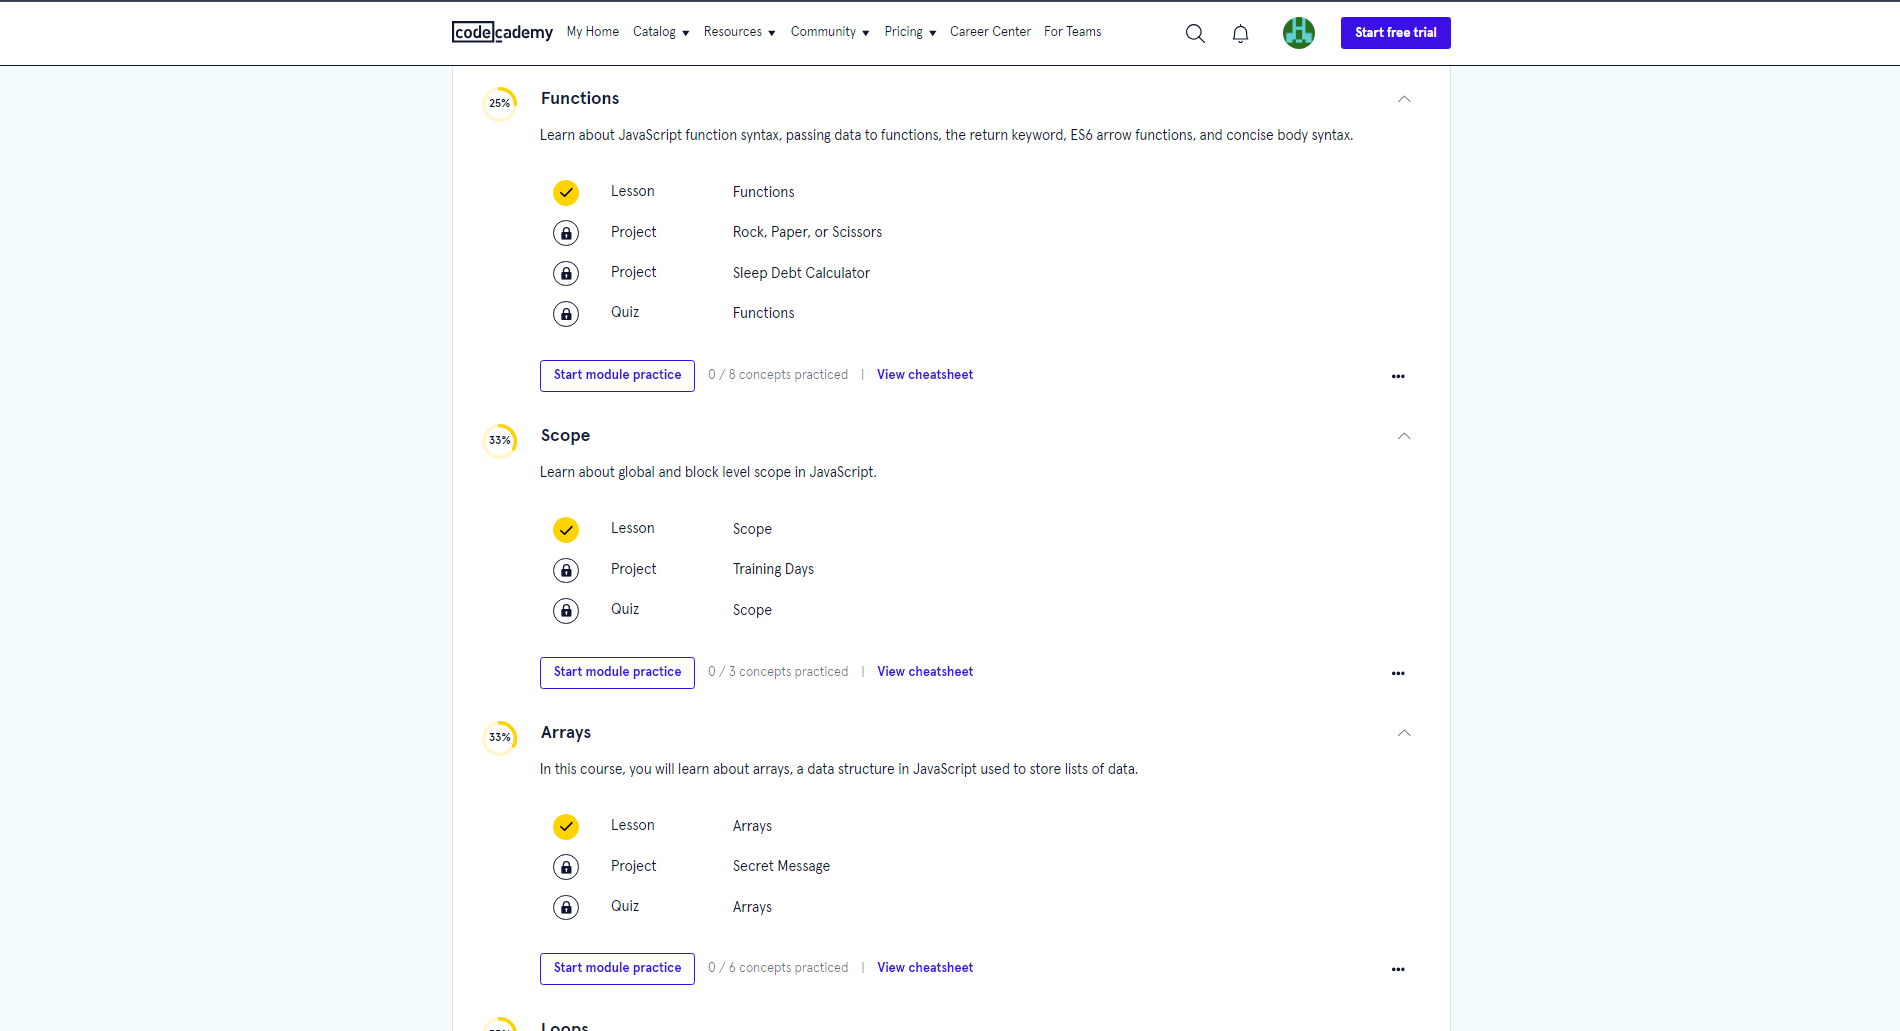 codecademy My Home Catalog Resources Community Pricing Career Center For Teams Start free trial
25% Functions
Learn about JavaScript function syntax, passing data to functions, the return keyword, ES6 arrow functions, and concise body syntax.
Lesson Functions
Project Rock, Paper, or Scissors
Project Sleep Debt Calculator
Quiz Functions
Start module practice 0 / 8 concepts practiced | View cheatsheet
33% Scope
Learn about global and block level scope in JavaScript.
Lesson Scope
Project Training Days
Quiz Scope
Start module practice 0 / 3 concepts practiced | View cheatsheet
33% Arrays
In this course, you will learn about arrays, a data structure in JavaScript used to store lists of data.
Lesson Arrays
Project Secret Message
Quiz Arrays
Start module practice 0 / 6 concepts practiced | View cheatsheet
Loops